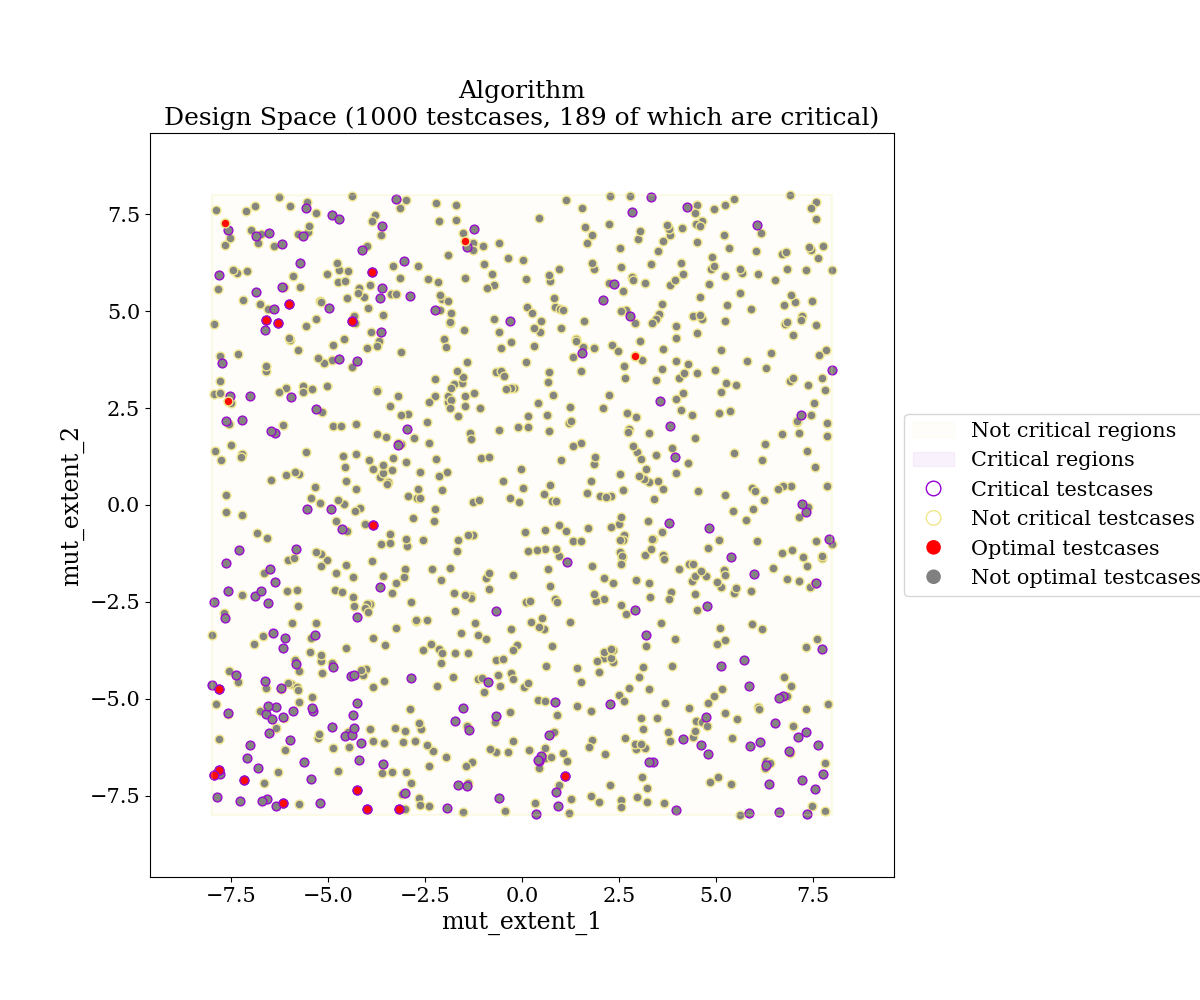 Algorithm
Design Space (1000 testcases, 189 of which are critical)
7.5
5.0
2.5
0.0
−2.5
−5.0
−7.5
mut_extent_2
−7.5 −5.0 −2.5 0.0 2.5 5.0 7.5
mut_extent_1
Not critical regions
Critical regions
Critical testcases
Not critical testcases
Optimal testcases
Not optimal testcases